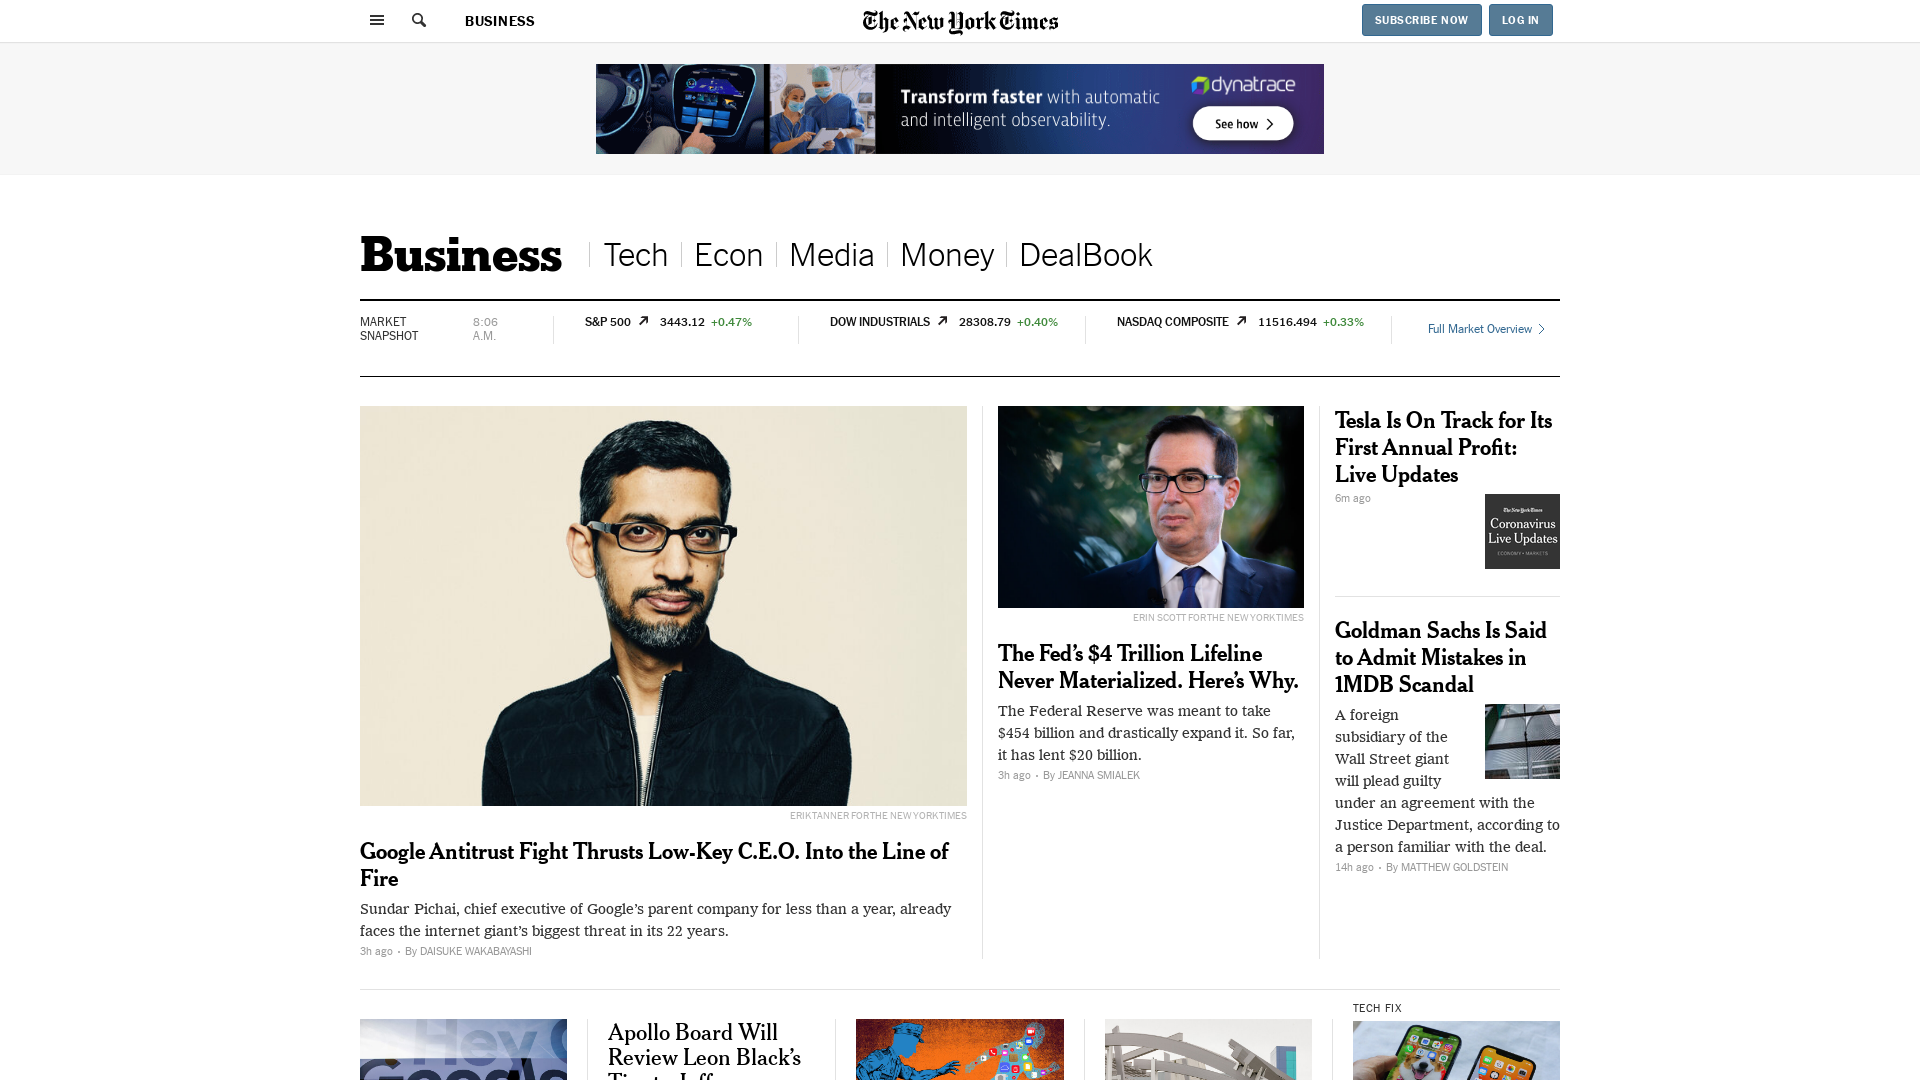 BUSINESS
The New York Times
SUBSCRIBE NOW
LOG IN
Transform faster with automatic
and intelligent observability.
dynatrace
See how
Business
Tech
Econ
Media
Money
DealBook
MARKET
SNAPSHOT
8:06
A.M.
S&P 500 3443.12 +0.47%
DOW INDUSTRIALS 28308.79 +0.40%
NASDAQ COMPOSITE 11516.494 +0.33%
Full Market Overview
ERIK TANNER FOR THE NEW YORK TIMES
Google Antitrust Fight Thrusts Low-Key C.E.O. Into the Line of
Fire
Sundar Pichai, chief executive of Google’s parent company for less than a year, already
faces the internet giant’s biggest threat in its 22 years.
3h ago • By DAISUKE WAKABAYASHI
ERIN SCOTT FOR THE NEW YORK TIMES
The Fed’s $4 Trillion Lifeline
Never Materialized. Here’s Why.
The Federal Reserve was meant to take
$454 billion and drastically expand it. So far,
it has lent $20 billion.
3h ago • By JEANNA SMIALEK
Tesla Is On Track for Its
First Annual Profit:
Live Updates
6m ago
The New York Times
Coronavirus
Live Updates
ECONOMY • MARKETS
Goldman Sachs Is Said
to Admit Mistakes in
1MDB Scandal
A foreign
subsidiary of the
Wall Street giant
will plead guilty
under an agreement with the
Justice Department, according to
a person familiar with the deal.
14h ago • By MATTHEW GOLDSTEIN
Hey
Apollo Board Will
Review Leon Black’s
TECH FIX